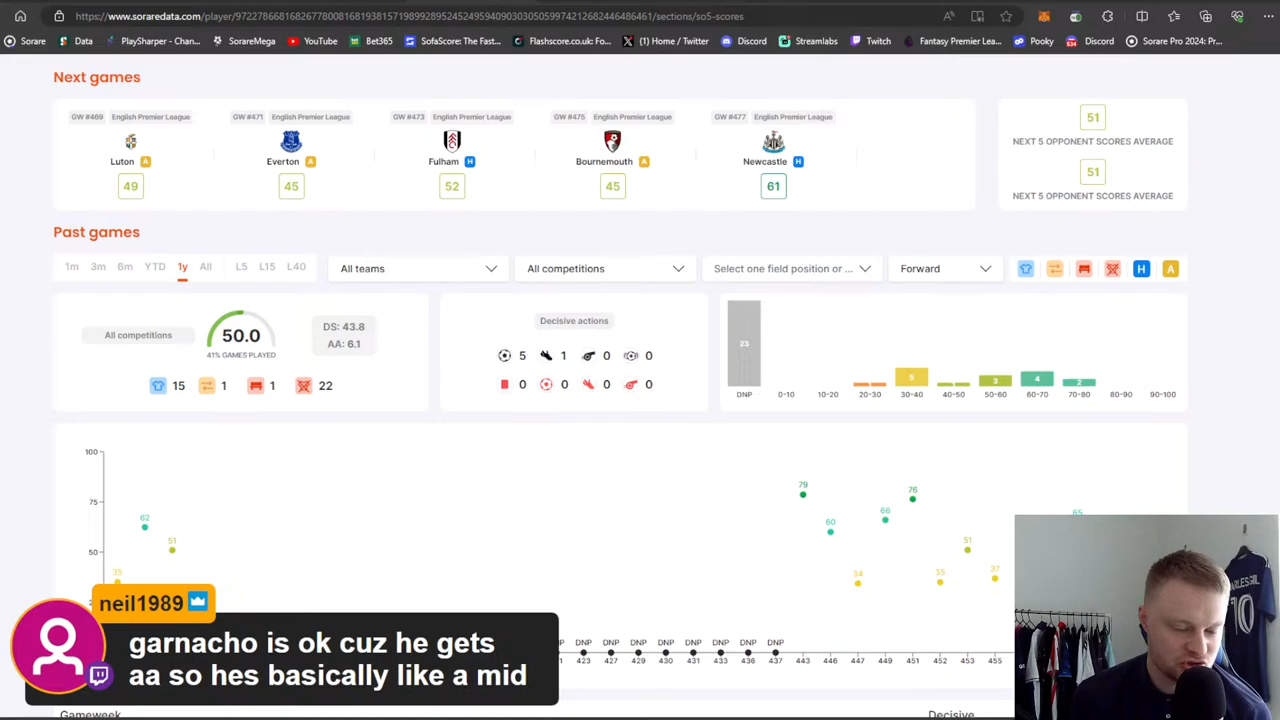 https://www.soraredata.com/player/97227866816826778008168193815719899289524524959409030305059974212682446486461/sections/so5-scores
Sorare
Data
PlaySharper - Chan...
SorareMega
YouTube
Bet365
SofaScore: The Fast...
Flashscore.co.uk: Fo...
(1) Home / Twitter
Discord
Streamlabs
Twitch
Fantasy Premier Lea...
Pooky
Discord
Sorare Pro 2024: Pr...
Next games
GW #469 English Premier League
Luton A
49
GW #471 English Premier League
Everton A
45
GW #473 English Premier League
Fulham H
52
GW #475 English Premier League
Bournemouth A
45
GW #477 English Premier League
Newcastle H
61
51
NEXT 5 OPPONENT SCORES AVERAGE
51
NEXT 5 OPPONENT SCORES AVERAGE
Past games
1m 3m 6m YTD 1y All L5 L15 L40
All teams
All competitions
Select one field position or ...
Forward
H A
All competitions
50.0
41% GAMES PLAYED
DS: 43.8
AA: 6.1
15 1 1 22
Decisive actions
5 1 0 0
0 0 0 0
23 5 3 4 2
DNP 0-10 10-20 20-30 30-40 40-50 50-60 60-70 70-80 80-90 90-100
100
75
50
35 62 51
79 60 34 66 76 35 51 37 65
DNP DNP DNP DNP DNP DNP DNP
423 427 429 430 431 433 436 437 443 446 447 449 451 452 453 455
neil1989
garnacho is ok cuz he gets
aa so hes basically like a mid
Gameweek
Decisive